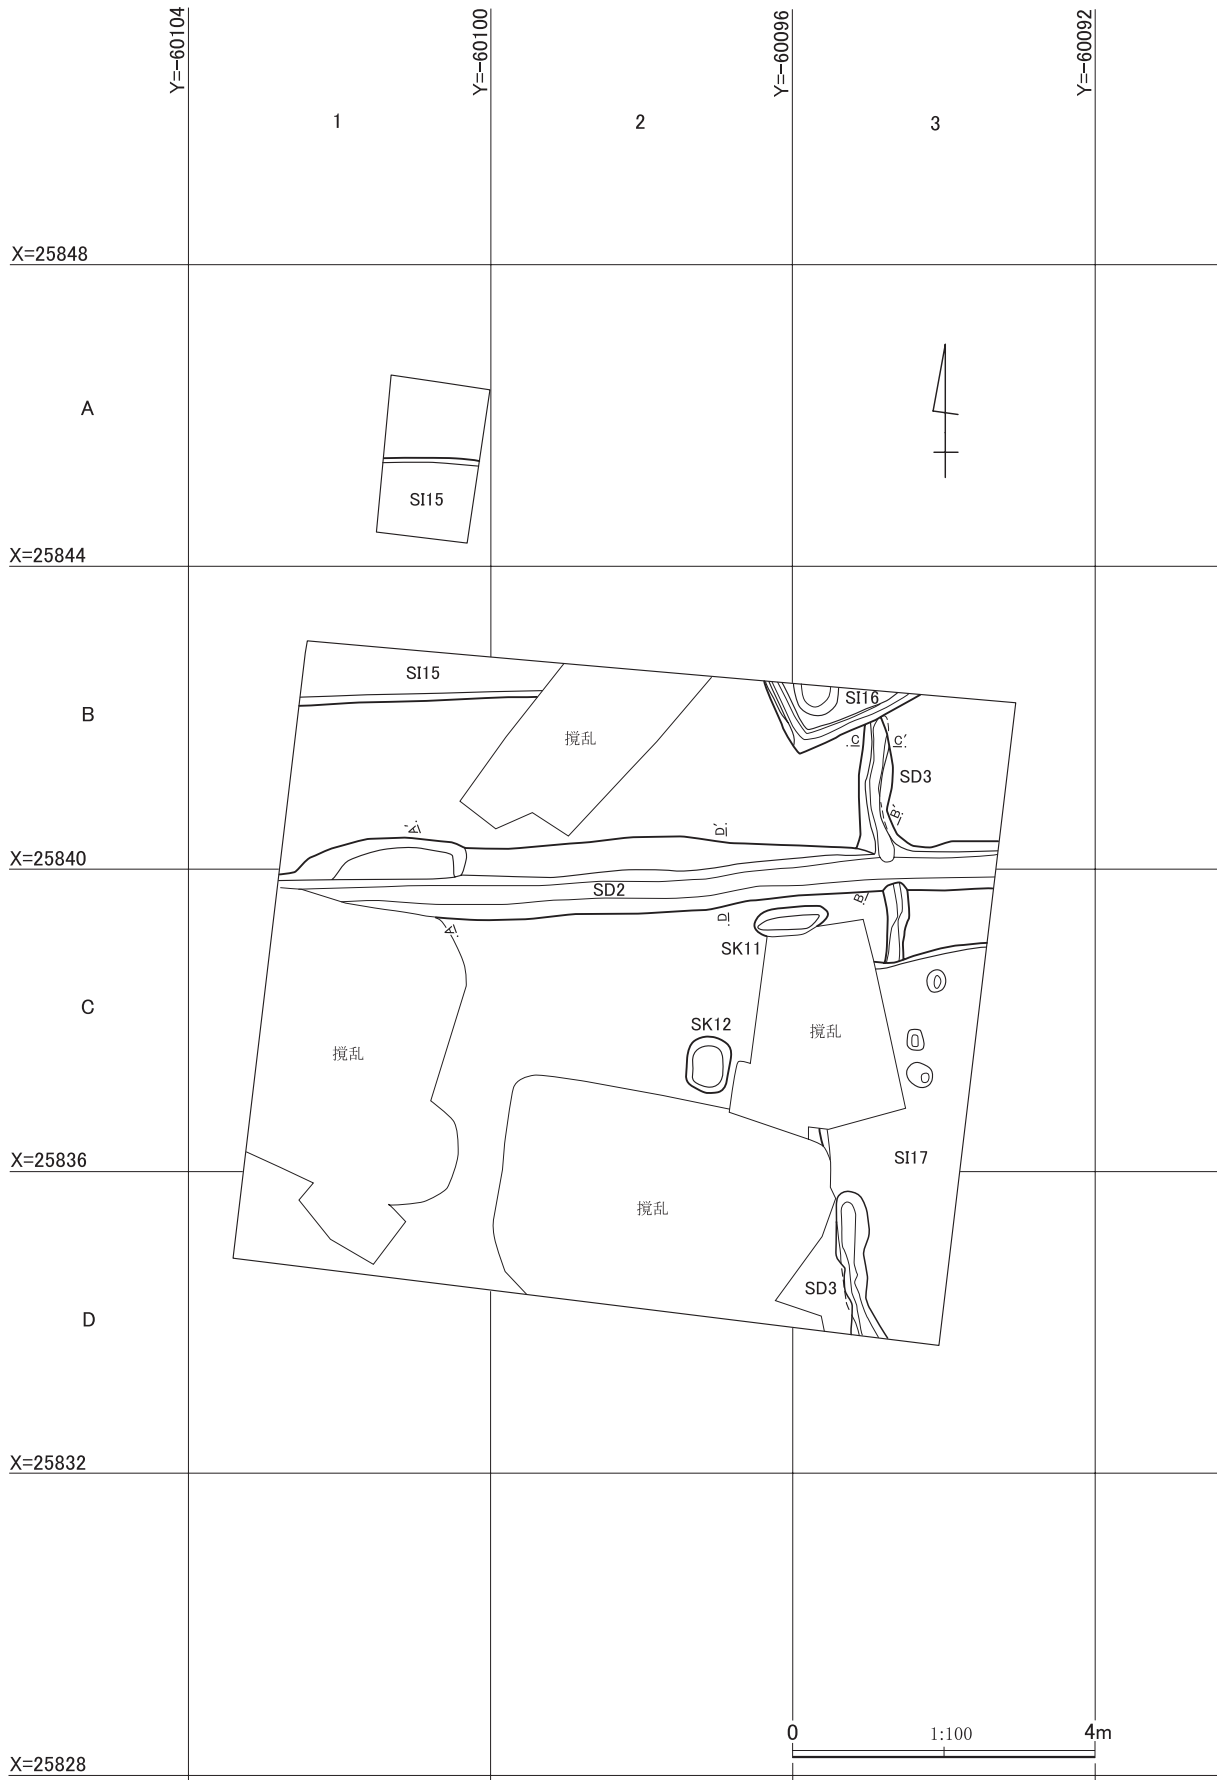 Y=-60104
Y=-60100
Y=-60096
Y=-60092
1
2
3
X=25848
A
SI15
X=25844
SI15
SI16
B
撹乱
C
C'
SD3
B'
A'
D'
X=25840
SD2
B
D
A
SK11
C
SK12
撹乱
撹乱
X=25836
SI17
撹乱
SD3
D
X=25832
0
1:100
4m
X=25828